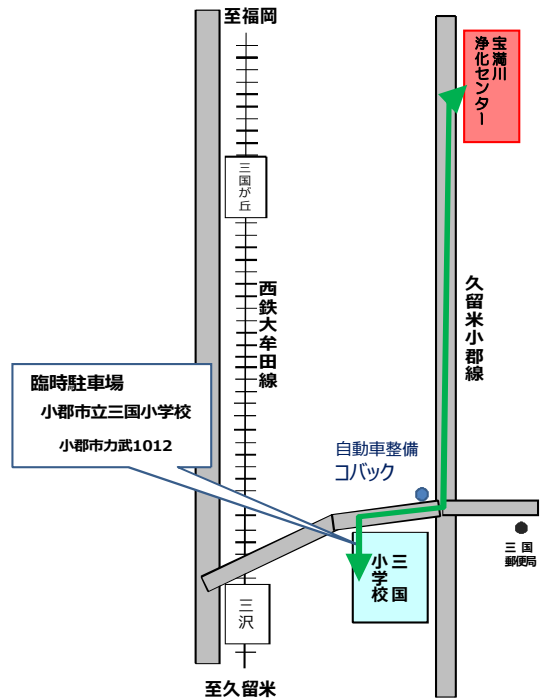 至福岡
宝満川
浄化センター
三国が丘
西鉄大牟田線
久留米小郡線
臨時駐車場
小郡市立三国小学校
小郡市力武1012
自動車整備
コバック
三国
郵便局
三国
小学校
三沢
至久留米